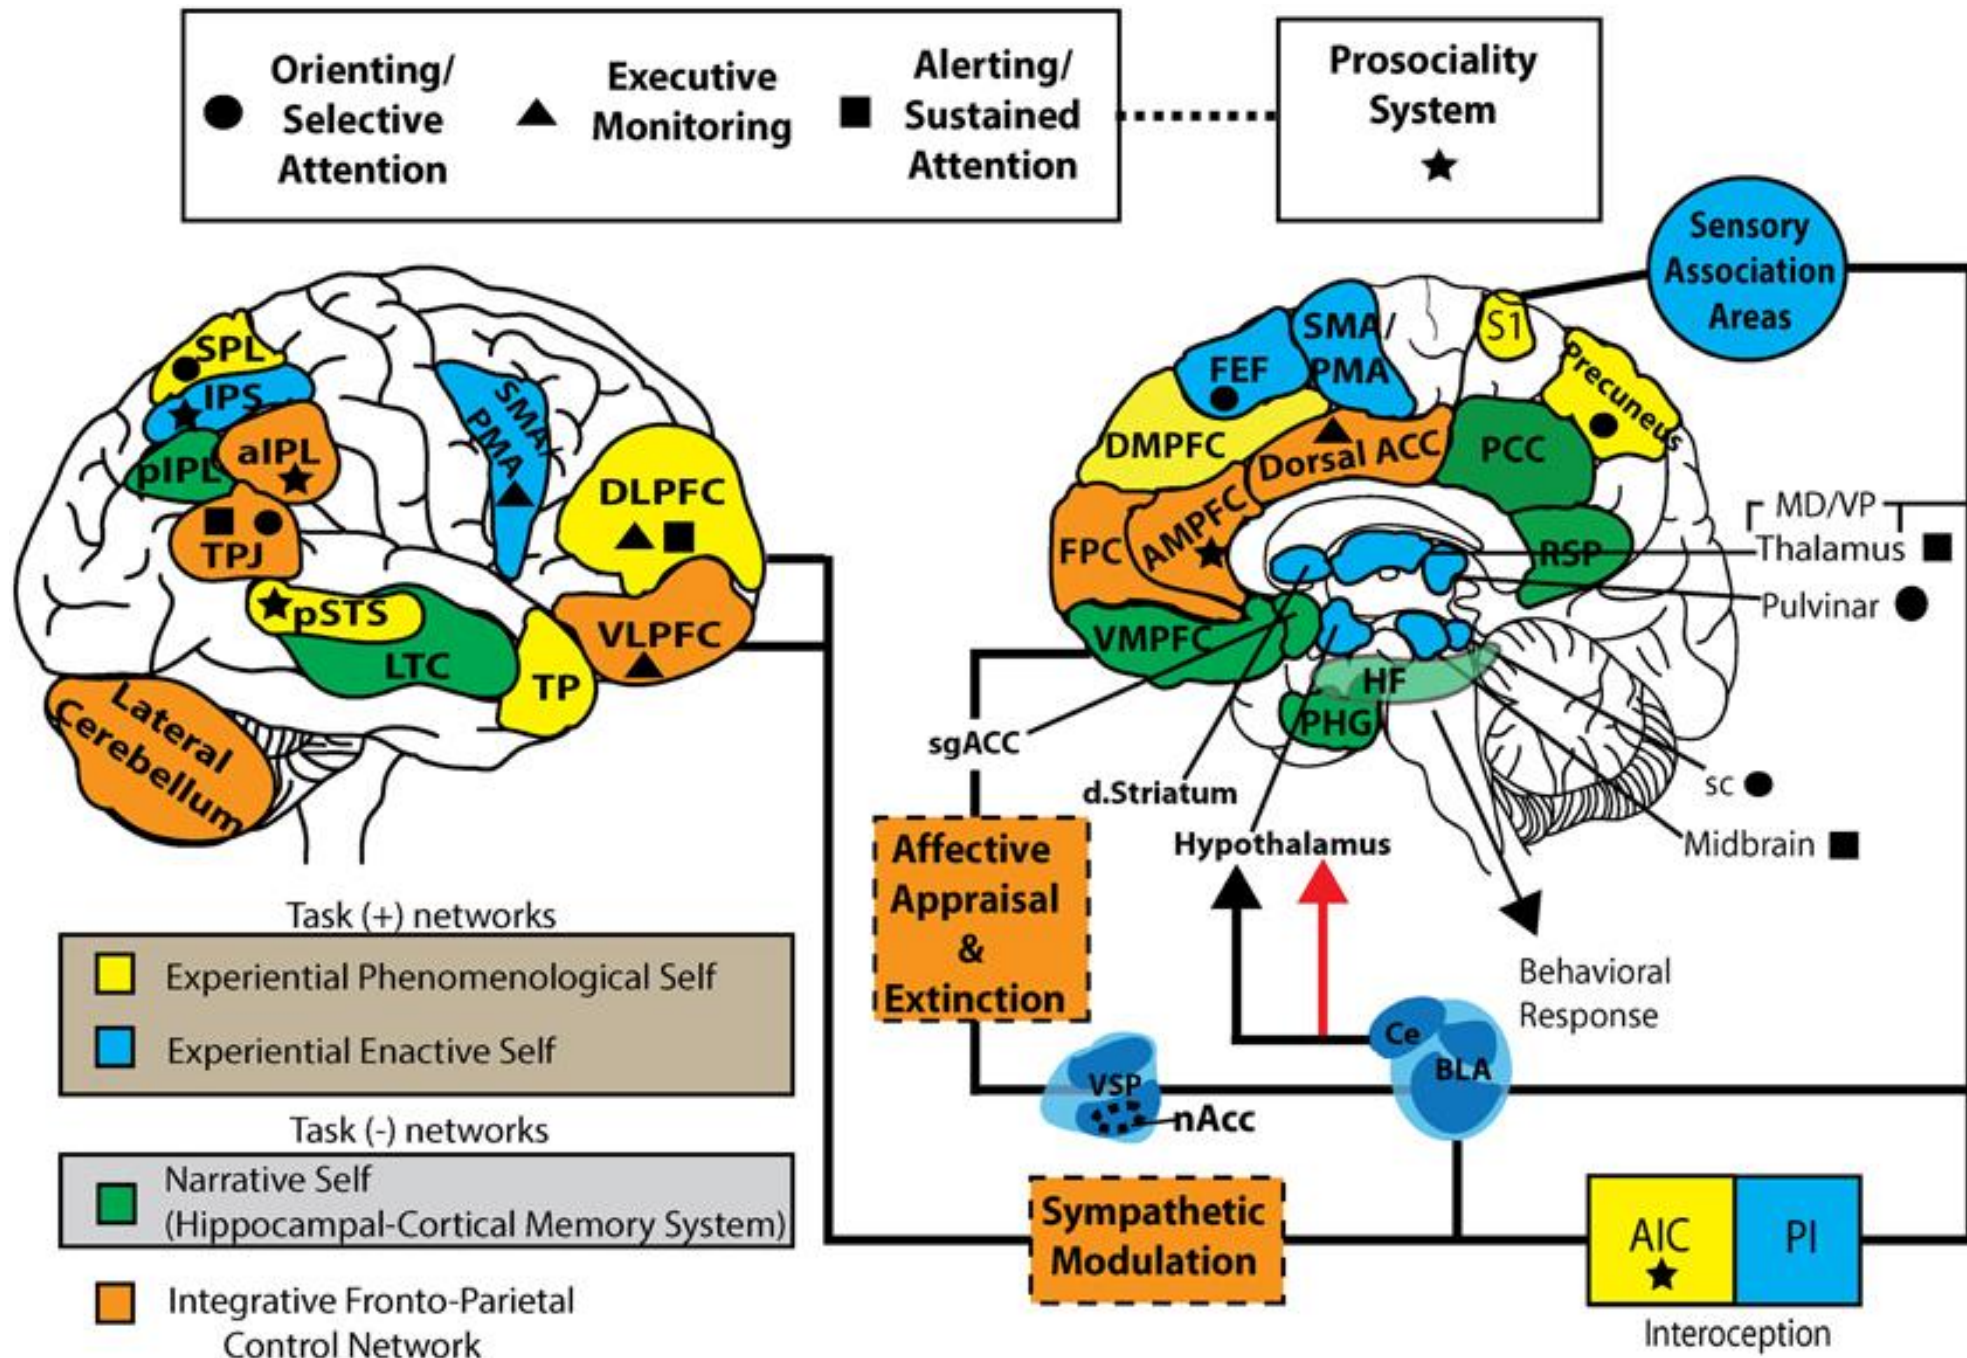 Orienting/
Selective
Attention
Executive
Monitoring
Alerting/
Sustained
Attention
Prosociality
System
Sensory
Association
Areas
SPL
IPS
pIPL
aIPL
TPJ
pSTS
LTC
TP
SMA/
PMA
DLPFC
VLPFC
Lateral
Cerebellum
FEF
SMA/
PMA
S1
Precuneus
DMPFC
Dorsal ACC
PCC
FPC
AMPFC
RSP
VMPFC
HF
PHG
MD/VP
Thalamus
Pulvinar
sgACC
d.Striatum
Hypothalamus
sc
Midbrain
Affective
Appraisal
&
Extinction
Behavioral
Response
Ce
BLA
VSP
nAcc
Sympathetic
Modulation
AIC
PI
Interoception
Task (+) networks
Experiential Phenomenological Self
Experiential Enactive Self
Task (-) networks
Narrative Self
(Hippocampal-Cortical Memory System)
Integrative Fronto-Parietal
Control Network